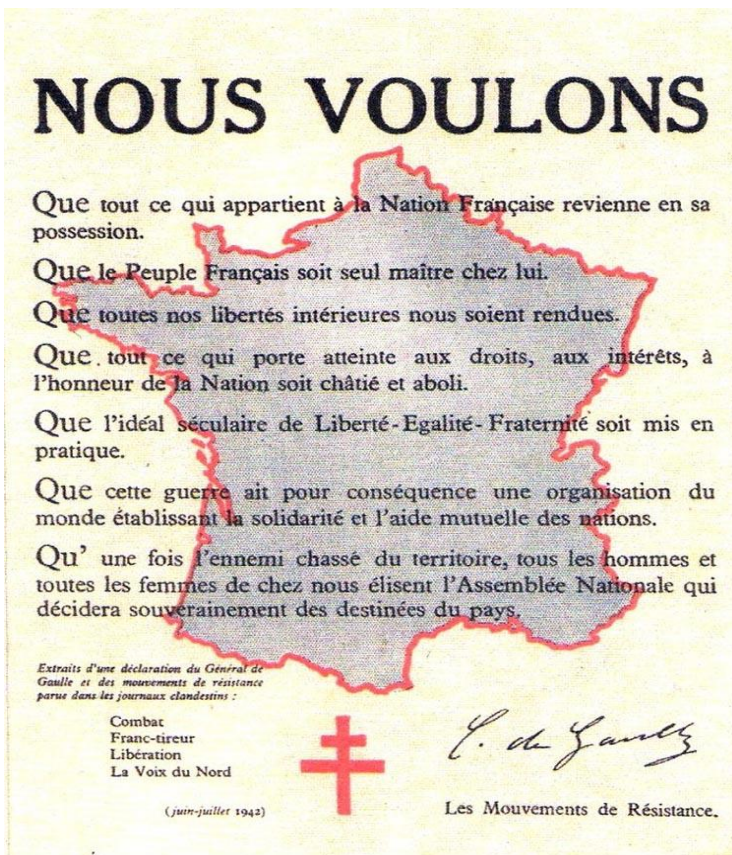 NOUS VOULONS
Que tout ce qui appartient à la Nation Française revienne en sa
possession.
Que le Peuple Français soit seul maître chez lui.
Que toutes nos libertés intérieures nous soient rendues.
Que tout ce qui porte atteinte aux droits, aux intérêts, à
l'honneur de la Nation soit châtié et aboli.
Que l'idéal séculaire de Liberté-Egalité-Fraternité soit mis en
pratique.
Que cette guerre ait pour conséquence une organisation du
monde établissant la solidarité et l'aide mutuelle des nations.
Qu' une fois l'ennemi chassé du territoire, tous les hommes et
toutes les femmes de chez nous élisent l'Assemblée Nationale qui
décidera souverainement des destinées du pays.
Extraits d'une déclaration du Général de
Gaulle et des mouvements de résistance
parue dans les journaux clandestins :
Combat
Franc-tireur
Libération
La Voix du Nord
(juin-juillet 1942)
C. de Gaulle
Les Mouvements de Résistance.